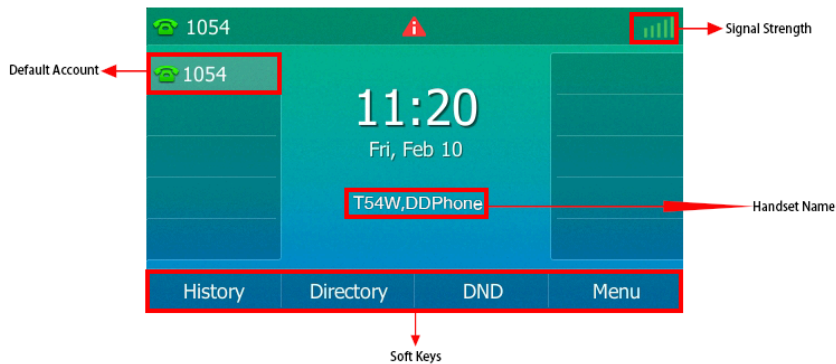 1054
Signal Strength
Default Account
1054
11:20
Fri, Feb 10
T54W,DDPhone
Handset Name
History Directory DND Menu
Soft Keys